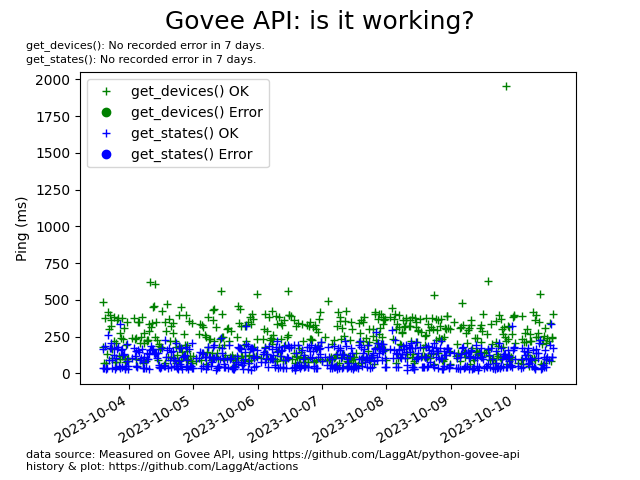 Govee API: is it working?
get_devices(): No recorded error in 7 days.
get_states(): No recorded error in 7 days.
get_devices() OK
get_devices() Error
get_states() OK
get_states() Error
Ping (ms)
2000
1750
1500
1250
1000
750
500
250
0
2023-10-04
2023-10-05
2023-10-06
2023-10-07
2023-10-08
2023-10-09
2023-10-10
data source: Measured on Govee API, using https://github.com/LaggAt/python-govee-api
history & plot: https://github.com/LaggAt/actions